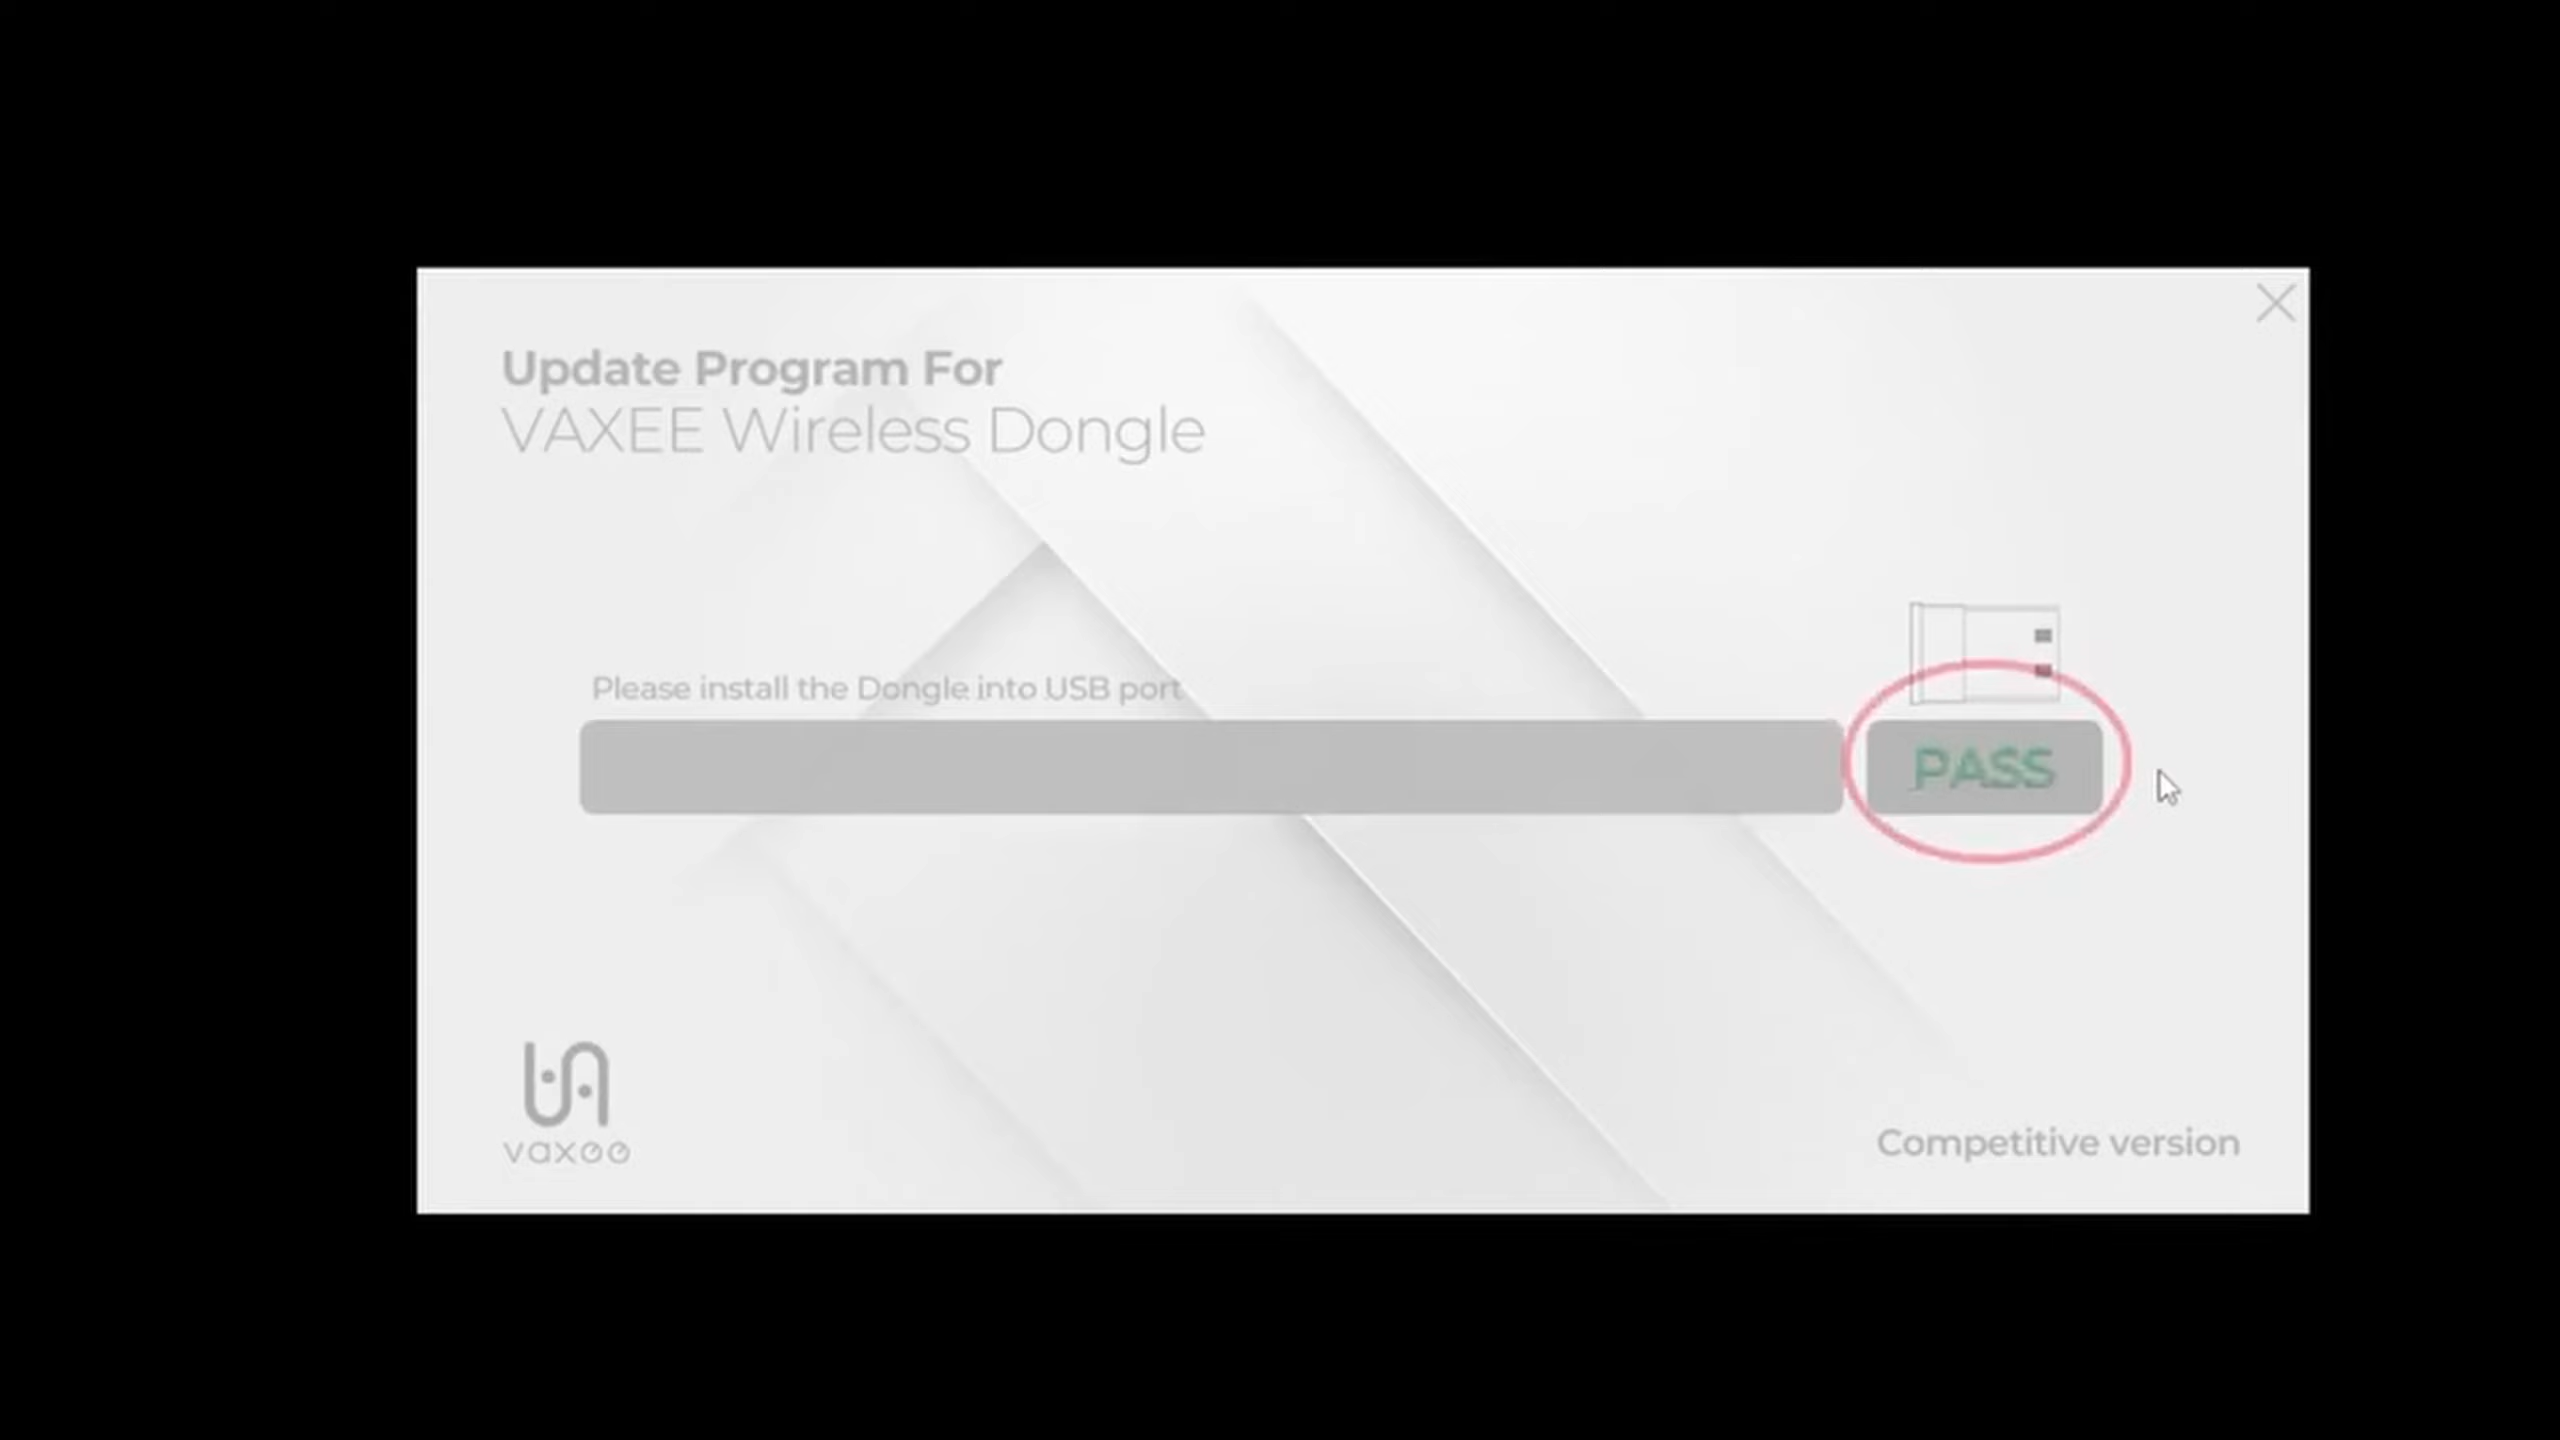 Update Program For
VAXEE Wireless Dongle
Please install the Dongle into USB port
PASS
vaxee
Competitive version